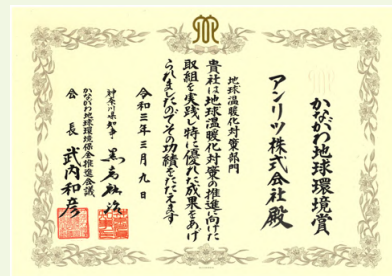 かながわ地球環境賞
アンリツ株式会社殿
地球温暖化対策部門
貴社は地球温暖化対策の推進に向けた
取組を実践し特に優れた成果をあげ
られましたのでその功績をたたえます
令和三年三月九日
神奈川県知事 黒岩祐治
かながわ地球環境保全推進会議
会長 武内和彦